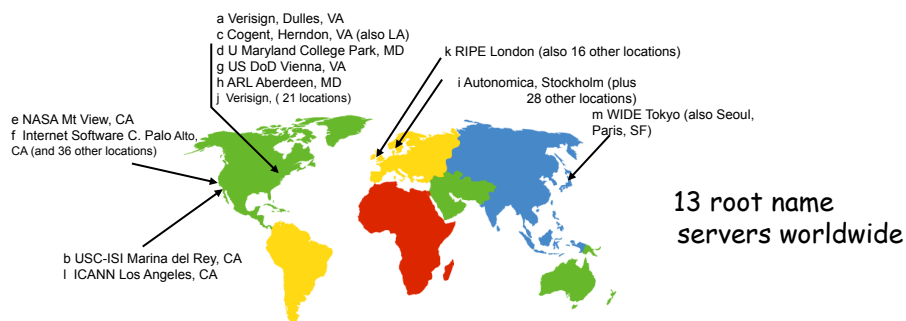 a Verisign, Dulles, VA
c Cogent, Herndon, VA (also LA)
d U Maryland College Park, MD
g US DoD Vienna, VA
h ARL Aberdeen, MD
j Verisign, ( 21 locations)
k RIPE London (also 16 other locations)
i Autonomica, Stockholm (plus
28 other locations)
m WIDE Tokyo (also Seoul,
Paris, SF)
e NASA Mt View, CA
f Internet Software C. Palo Alto,
CA (and 36 other locations)
13 root name
servers worldwide
b USC-ISI Marina del Rey, CA
l ICANN Los Angeles, CA